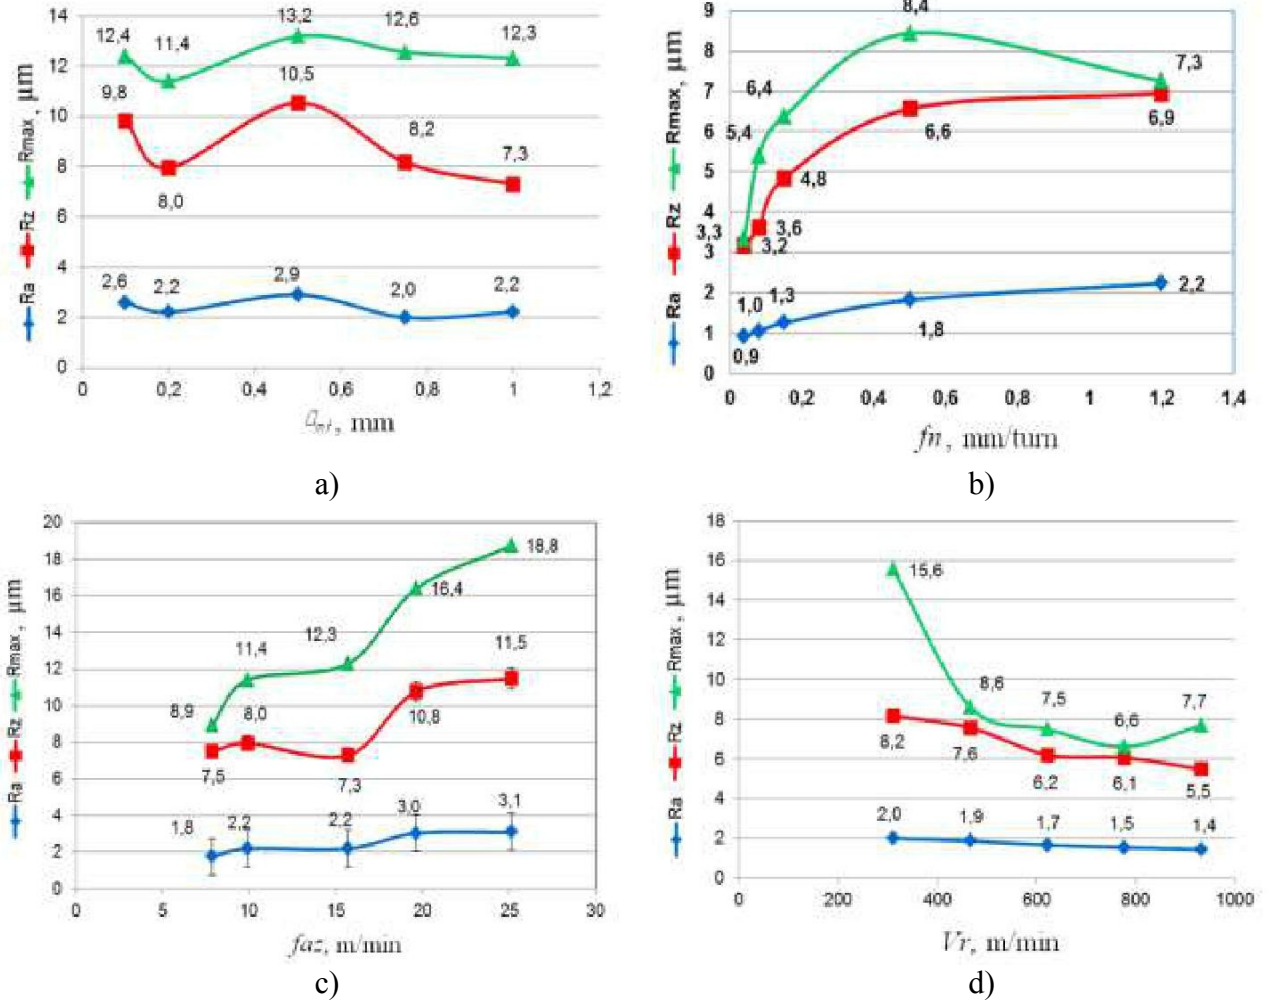 14
12
10
8
6
4
2
0
0 0,2 0,4 0,6 0,8 1 1,2
12,4 11,4 13,2 12,6 12,3
9,8 8,0 10,5 8,2 7,3
2,6 2,2 2,9 2,0 2,2
Ra Rz Rmax, µm
, mm
a)
9
8
7
6
5
4
3
2
1
0
0 0,2 0,4 0,6 0,8 1 1,2 1,4
3,3 5,4 6,4 8,4 7,3
3,2 3,6 4,8 6,6 6,9
0,9 1,0 1,3 1,8 2,2
Ra Rz Rmax, µm
fn, mm/turn
b)
20
18
16
14
12
10
8
6
4
2
0
0 5 10 15 20 25 30
8,9 11,4 12,3 16,4 18,8
7,5 8,0 7,3 10,8 11,5
1,8 2,2 2,2 3,0 3,1
Ra Rz Rmax, µm
faz, m/min
c)
18
16
14
12
10
8
6
4
2
0
0 200 400 600 800 1000
15,6 8,6 7,5 6,6 7,7
8,2 7,6 6,2 6,1 5,5
2,0 1,9 1,7 1,5 1,4
Ra Rz Rmax, µm
Vr, m/min
d)